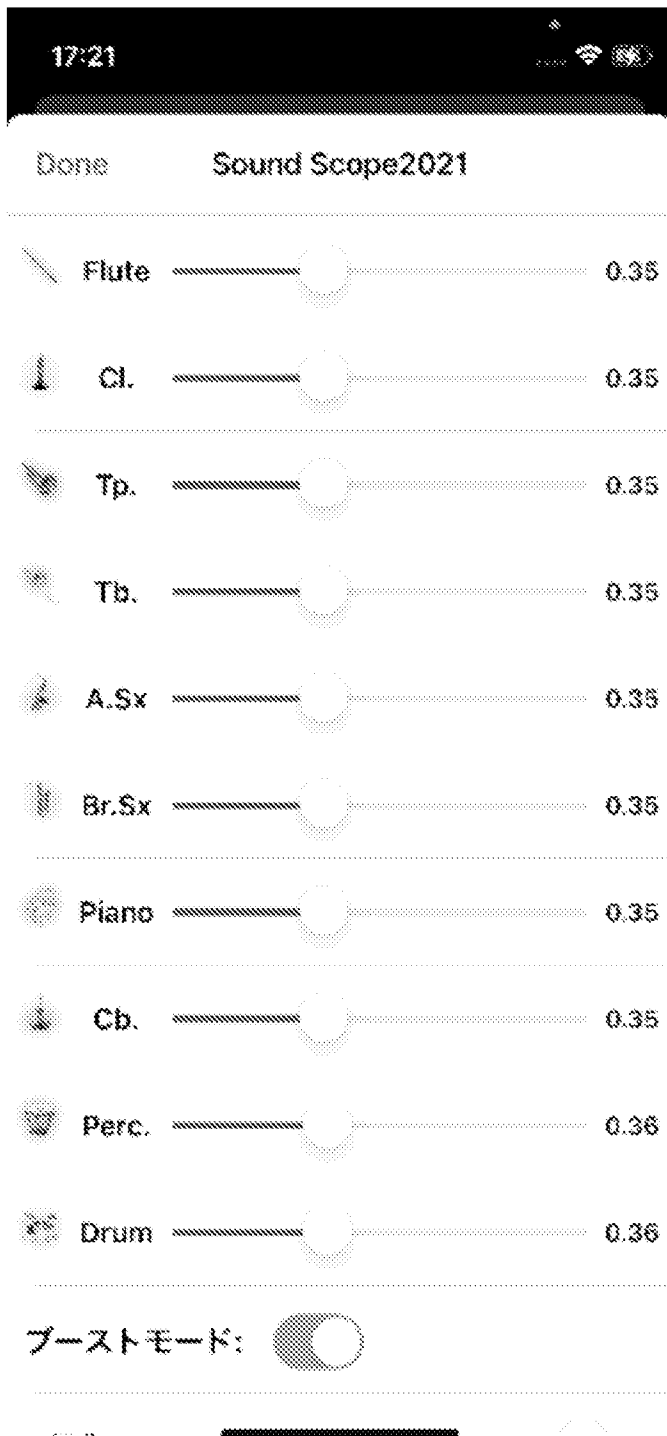 17:21
Done Sound Scope2021
Flute 0.35
Cl. 0.35
Tp. 0.35
Tb. 0.35
A.Sx 0.35
Br.Sx 0.35
Piano 0.35
Cb. 0.35
Perc. 0.36
Drum 0.36
ブーストモード: